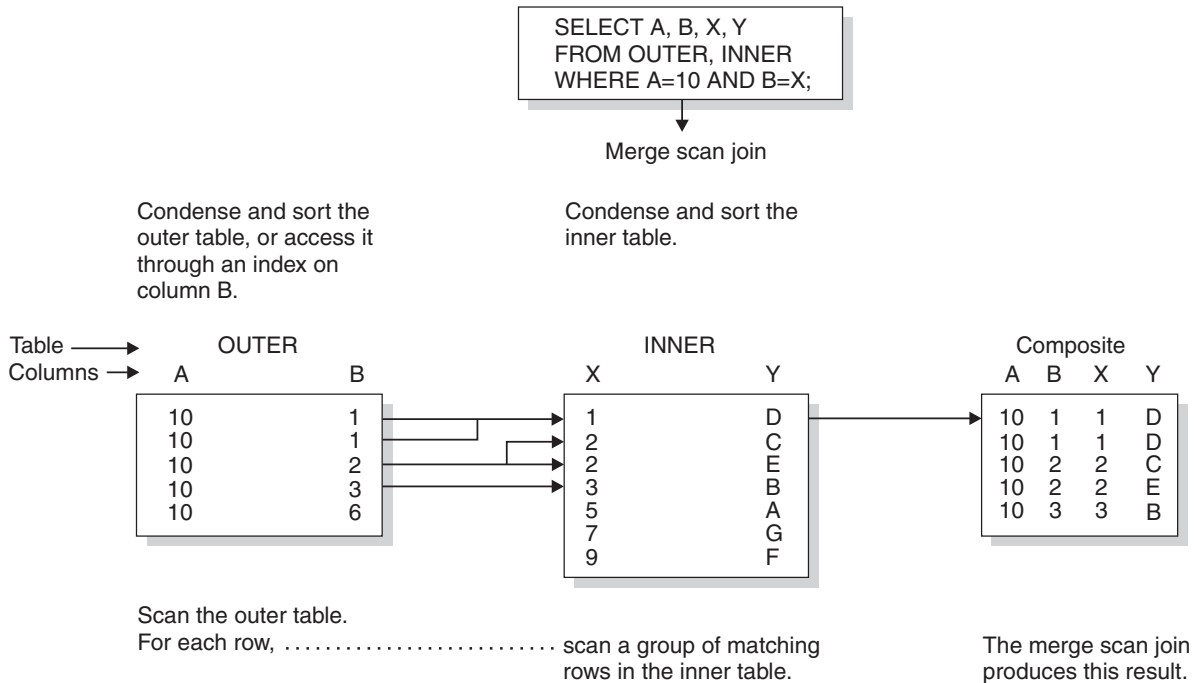 SELECT A, B, X, Y
FROM OUTER, INNER
WHERE A=10 AND B=X;
Merge scan join
Condense and sort the
outer table, or access it
through an index on
column B.
Condense and sort the
inner table.
Table OUTER INNER Composite
Columns A B X Y A B X Y
10 1 1 D 10 1 1 D
10 1 2 C 10 1 1 D
10 2 2 E 10 2 2 C
10 3 3 B 10 2 2 E
10 6 5 A 10 3 3 B
7 G
9 F
Scan the outer table.
For each row, ........................... scan a group of matching
rows in the inner table.
The merge scan join
produces this result.